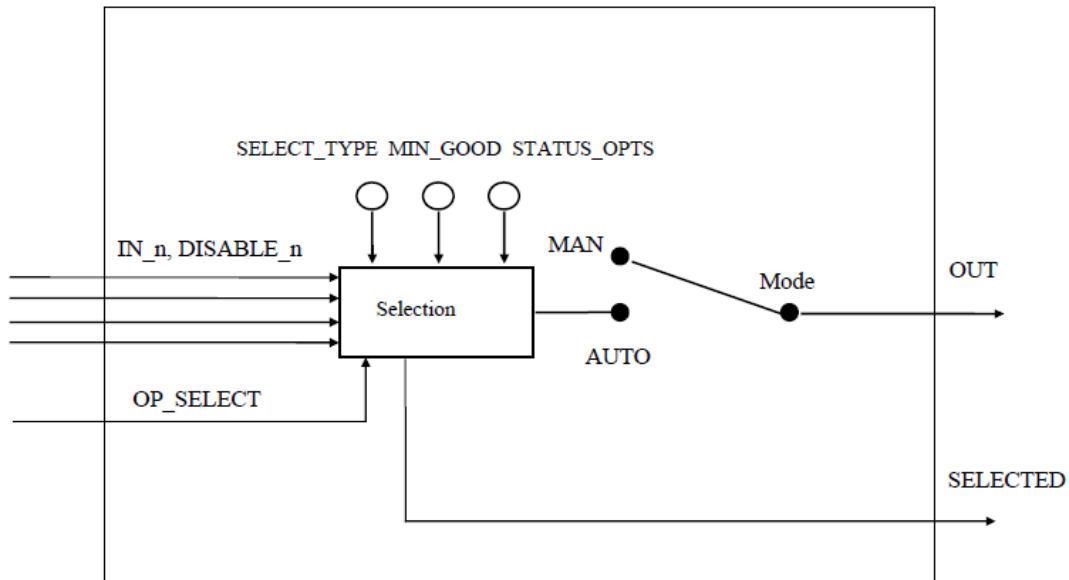 SELECT_TYPE MIN_GOOD STATUS_OPTS
IN_n, DISABLE_n
MAN
Mode
OUT
Selection
AUTO
OP_SELECT
SELECTED